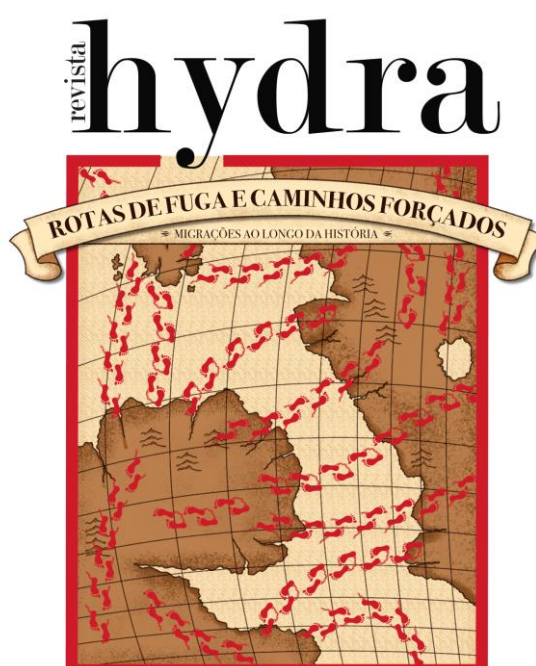 revista
hydra
ROTAS DE FUGA E CAMINHOS FORÇADOS
MIGRAÇÕES AO LONGO DA HISTÓRIA